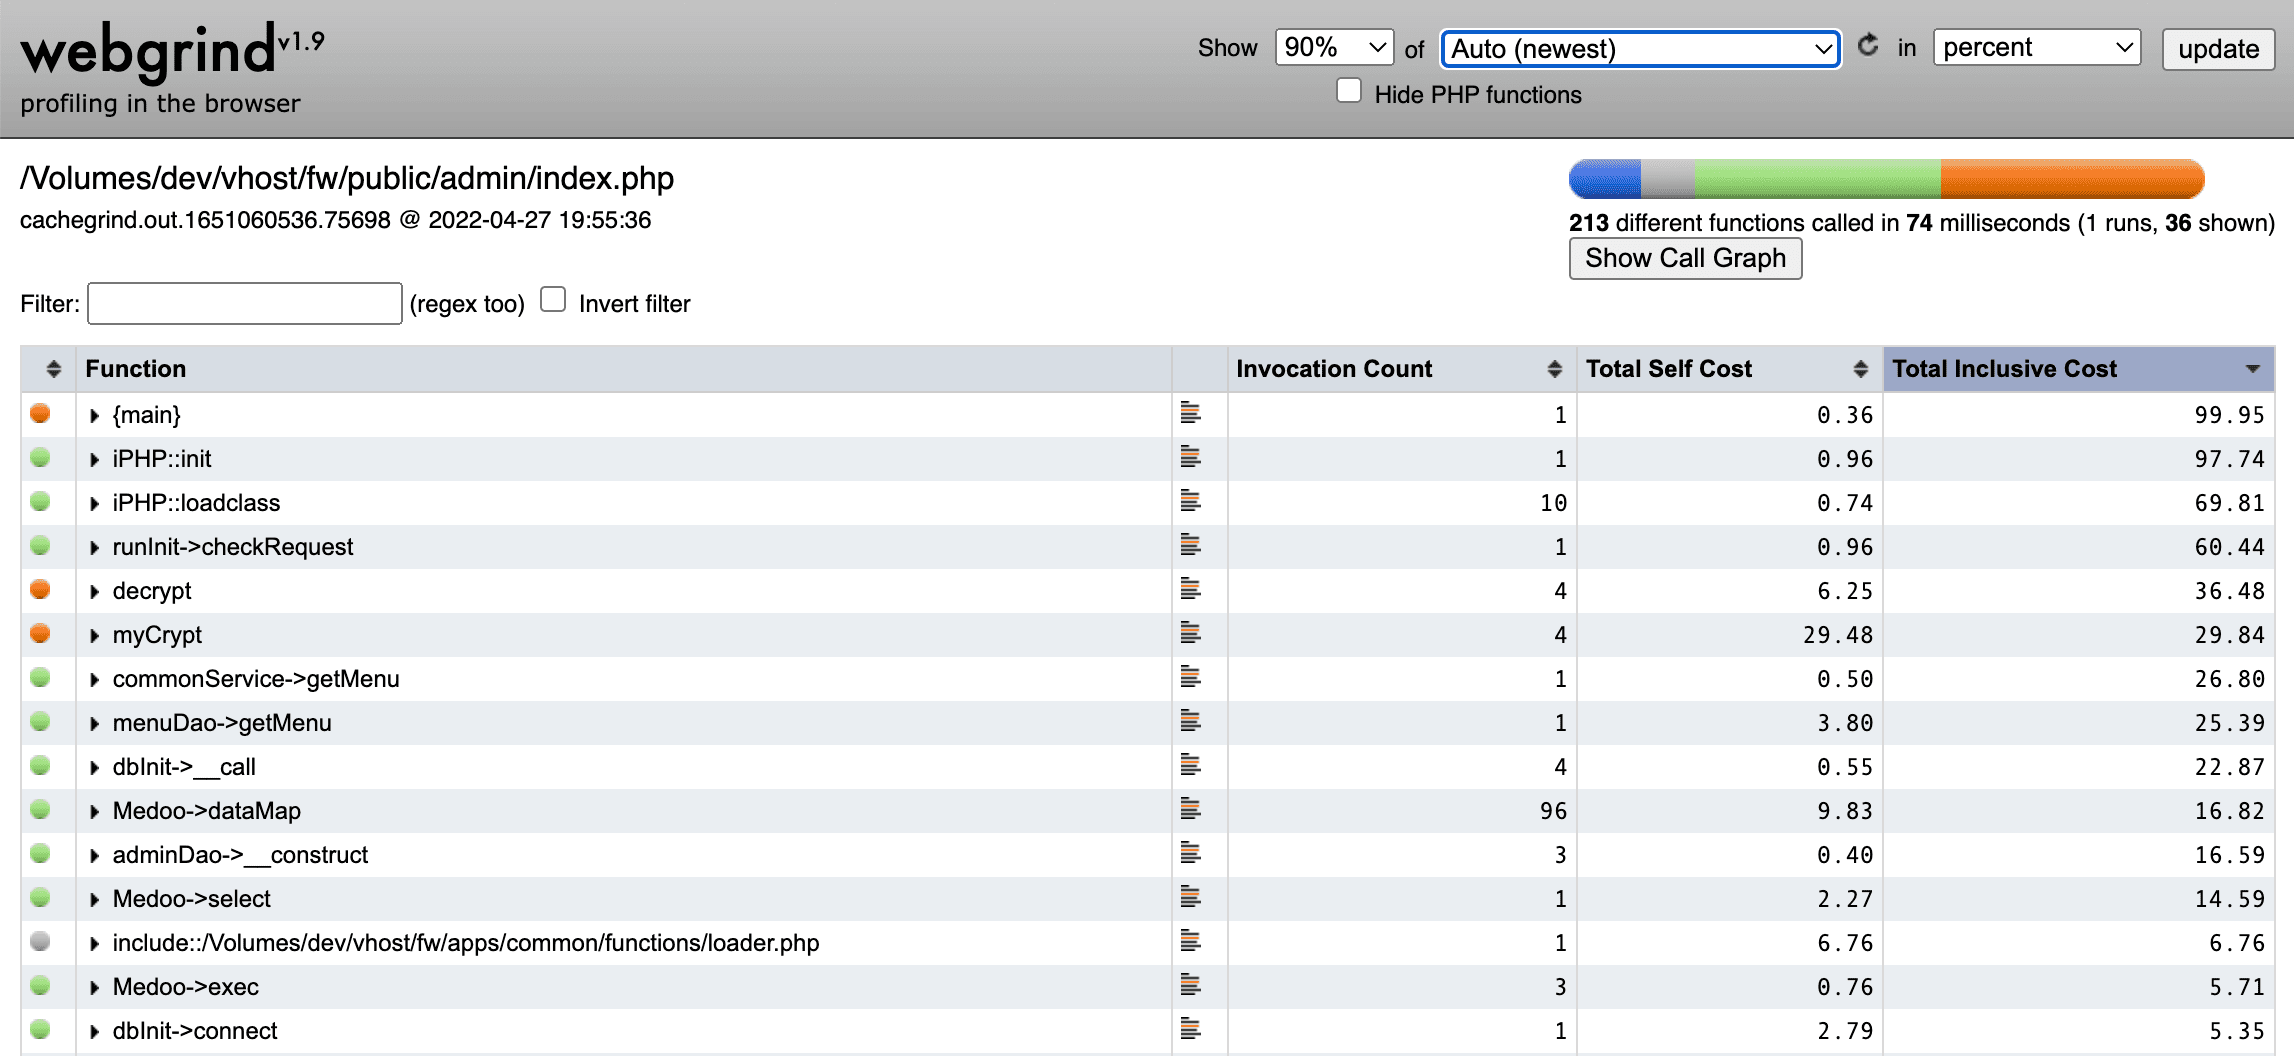 webgrind v1.9
profiling in the browser
Show 90% of Auto (newest) in percent update
Hide PHP functions
/Volumes/dev/vhost/fw/public/admin/index.php
cachegrind.out.1651060536.75698 @ 2022-04-27 19:55:36
213 different functions called in 74 milliseconds (1 runs, 36 shown)
Show Call Graph
Filter: (regex too) Invert filter
Function Invocation Count Total Self Cost Total Inclusive Cost
{main} 1 0.36 99.95
iPHP::init 1 0.96 97.74
iPHP::loadclass 10 0.74 69.81
runInit->checkRequest 1 0.96 60.44
decrypt 4 6.25 36.48
myCrypt 4 29.48 29.84
commonService->getMenu 1 0.50 26.80
menuDao->getMenu 1 3.80 25.39
dbInit->__call 4 0.55 22.87
Medoo->dataMap 96 9.83 16.82
adminDao->__construct 3 0.40 16.59
Medoo->select 1 2.27 14.59
include::/Volumes/dev/vhost/fw/apps/common/functions/loader.php 1 6.76 6.76
Medoo->exec 3 0.76 5.71
dbInit->connect 1 2.79 5.35